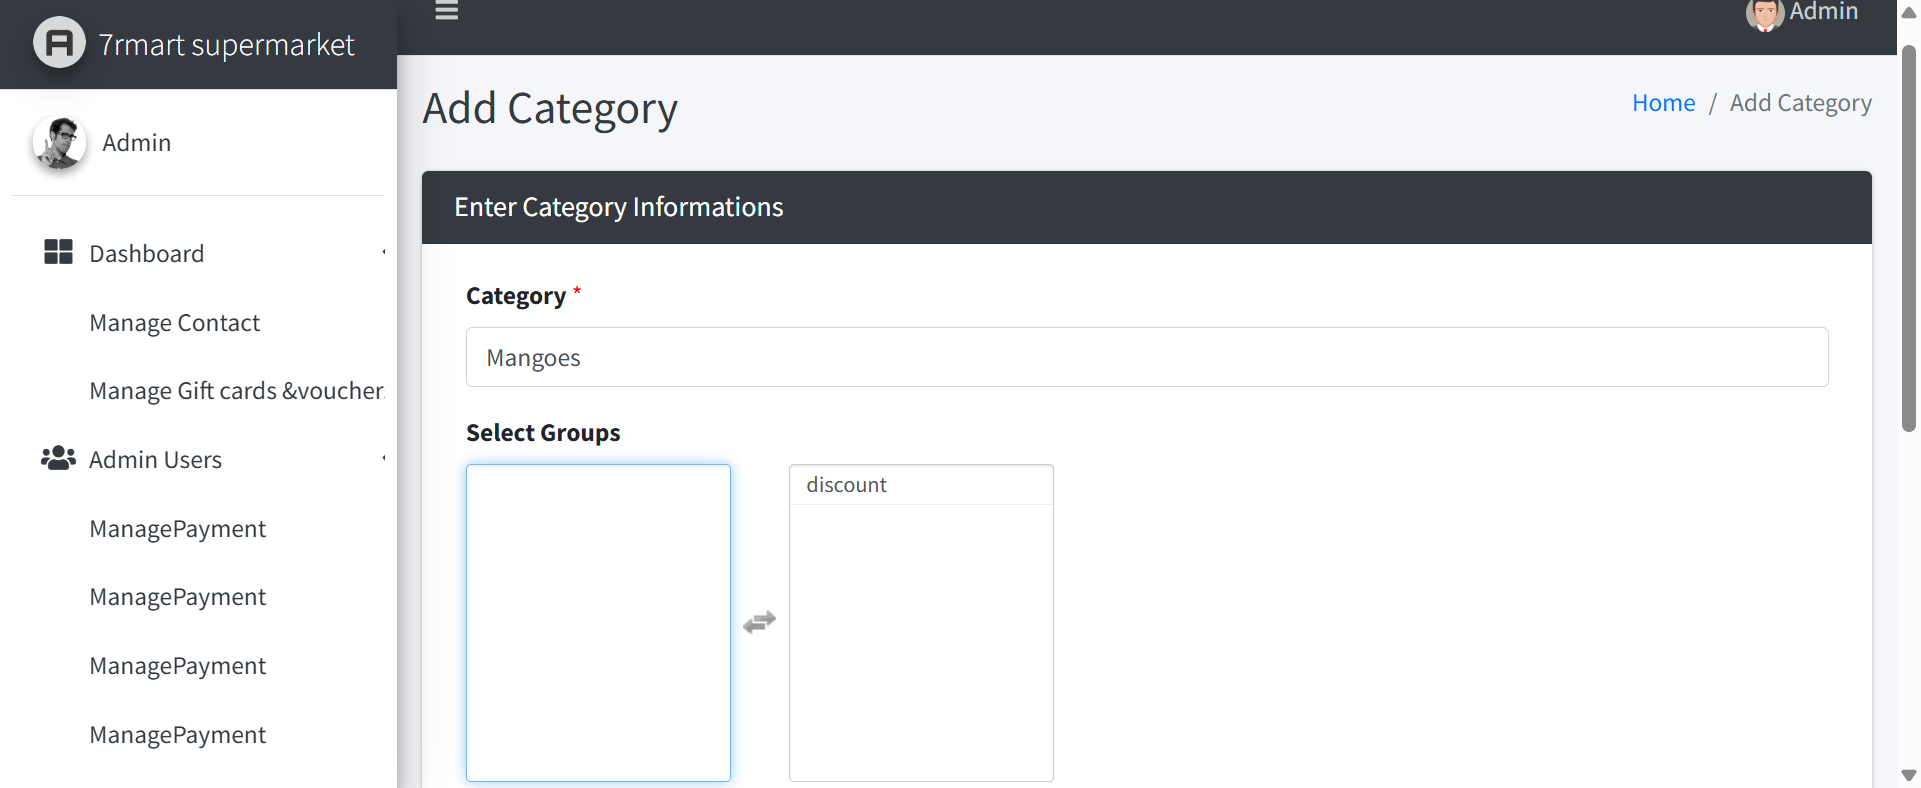 7rmart supermarket
Admin
Admin
Add Category
Home / Add Category
Dashboard
Manage Contact
Manage Gift cards &voucher
Admin Users
ManagePayment
ManagePayment
ManagePayment
ManagePayment
Enter Category Informations
Category *
Mangoes
Select Groups
discount